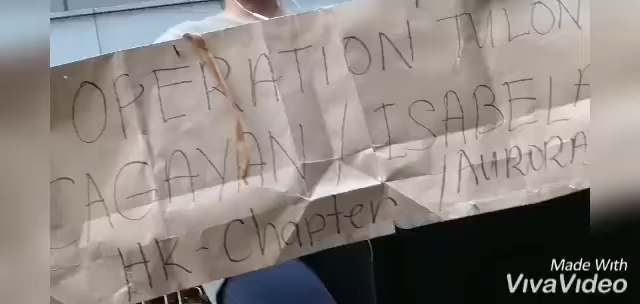 OPERATION TULONG
CAGAYAN / ISABELA
/AURORA
HK-Chapter
Made With
VivaVideo